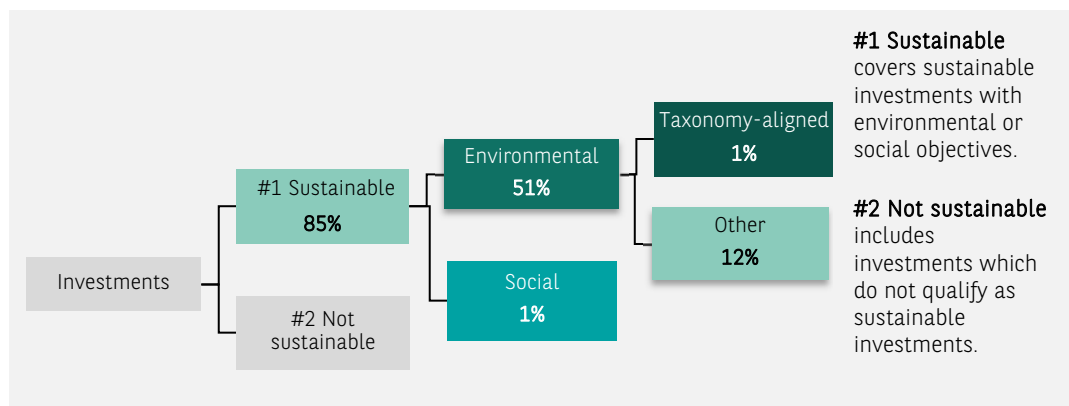 Investments
#1 Sustainable
85%
#2 Not
sustainable
Environmental
51%
Social
1%
Taxonomy-aligned
1%
Other
12%
#1 Sustainable
covers sustainable
investments with
environmental or
social objectives.
#2 Not sustainable
includes
investments which
do not qualify as
sustainable
investments.